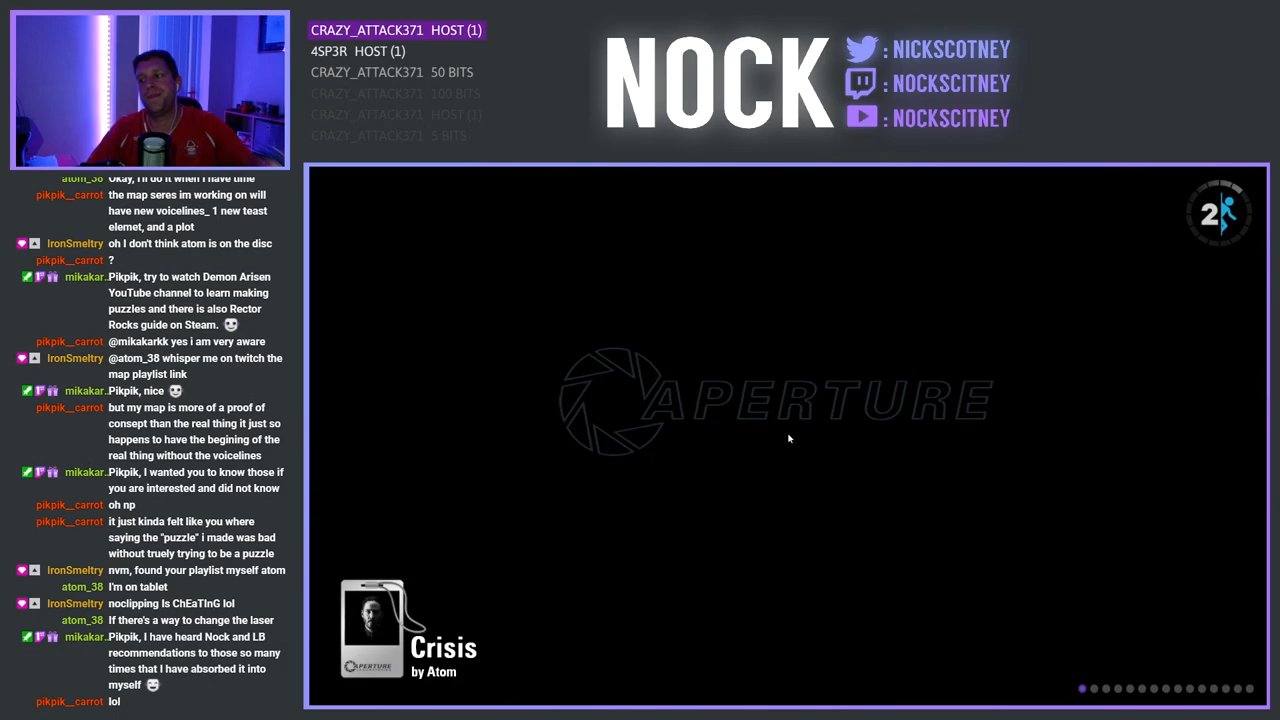 CRAZY_ATTACK371 HOST (1)
4SP3R HOST (1)
CRAZY_ATTACK371 50 BITS
CRAZY_ATTACK371 100 BITS
CRAZY_ATTACK371 HOST (1)
CRAZY_ATTACK371 5 BITS
NOCK
: NICKSCOTNEY
: NOCKSCITNEY
: NOCKSCITNEY
atom_38 Okay, I'll do it when I have time
pikpik__carrot the map seres im working on will
have new voicelines_ 1 new teast
elemet, and a plot
IronSmeltry oh I don't think atom is on the disc
pikpik__carrot ?
mikakar.. Pikpik, try to watch Demon Arisen
YouTube channel to learn making
puzzles and there is also Rector
Rocks guide on Steam.
pikpik__carrot @mikakarkk yes i am very aware
IronSmeltry @atom_38 whisper me on twitch the
map playlist link
mikakar.. Pikpik, nice
pikpik__carrot but my map is more of a proof of
consept than the real thing it just so
happens to have the begining of the
real thing without the voicelines
mikakar.. Pikpik, I wanted you to know those if
you are interested and did not know
pikpik__carrot oh np
pikpik__carrot it just kinda felt like you where
saying the "puzzle" i made was bad
without truely trying to be a puzzle
IronSmeltry nvm, found your playlist myself atom
atom_38 I'm on tablet
IronSmeltry noclipping Is ChEaTInG lol
atom_38 If there's a way to change the laser
mikakar.. Pikpik, I have heard Nock and LB
recommendations to those so many
times that I have absorbed it into
myself
pikpik__carrot lol
2
APERTURE
APERTURE
LABORATORIES
Crisis
by Atom